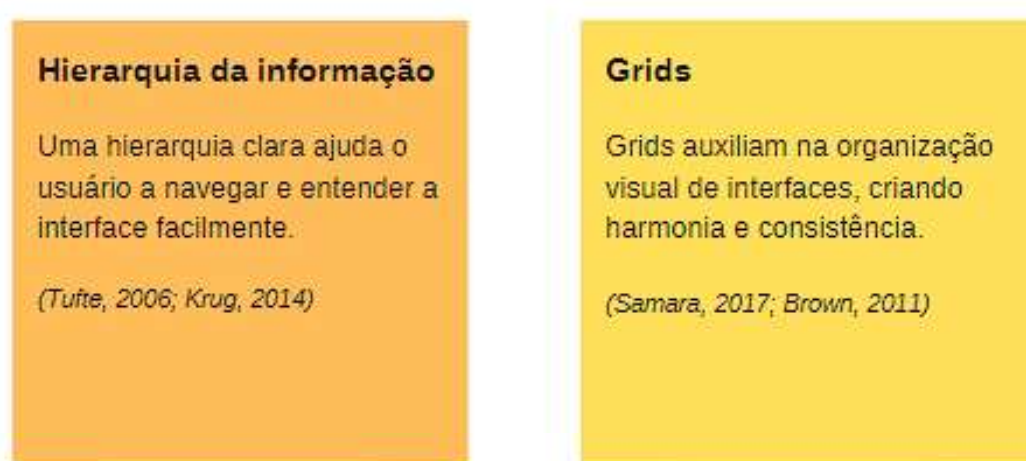 Hierarquia da informação
Uma hierarquia clara ajuda o
usuário a navegar e entender a
interface facilmente.
(Tufte, 2006; Krug, 2014)
Grids
Grids auxiliam na organização
visual de interfaces, criando
harmonia e consistência.
(Samara, 2017; Brown, 2011)